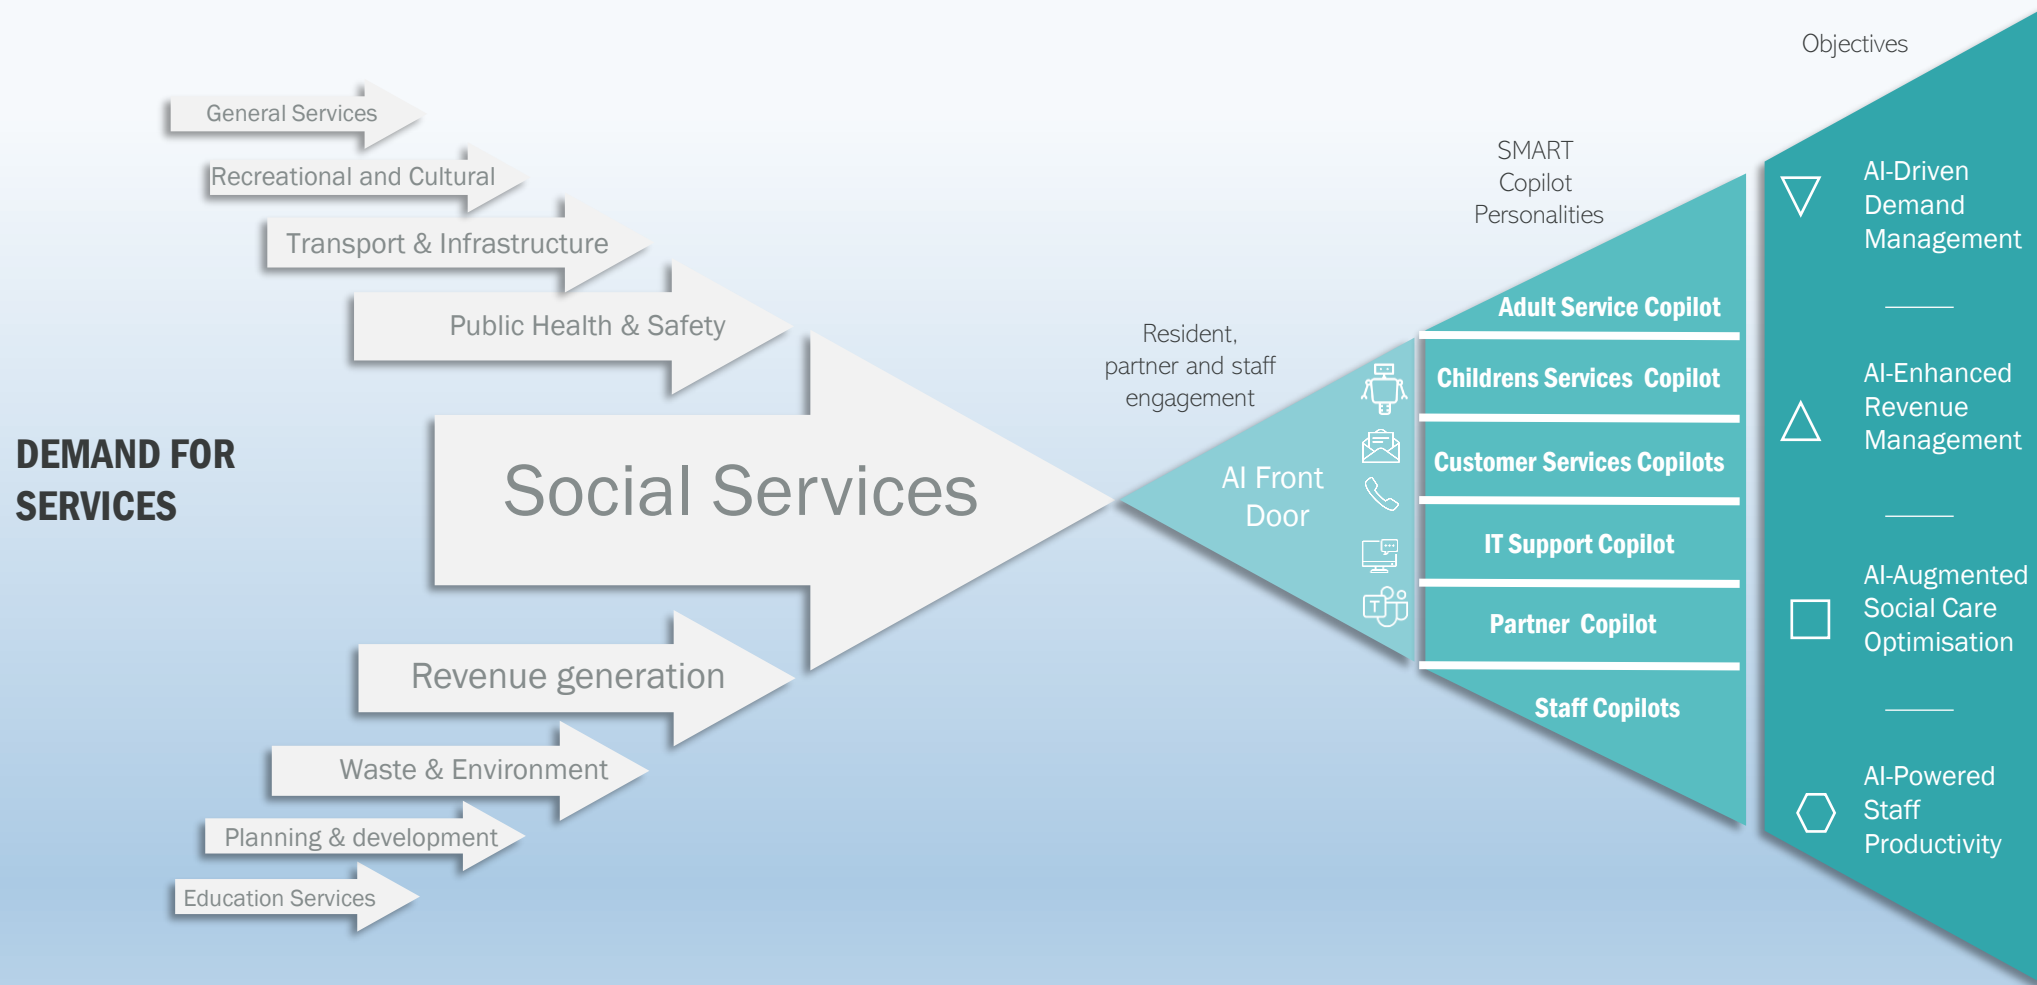 Objectives
General Services
Recreational and Cultural
Transport & Infrastructure
Public Health & Safety
DEMAND FOR
SERVICES
Social Services
Revenue generation
Waste & Environment
Planning & development
Education Services
Resident,
partner and staff
engagement
AI Front
Door
T
SMART
Copilot
Personalities
Adult Service Copilot
Childrens Services  Copilot
Customer Services Copilots
IT Support Copilot
Partner  Copilot
Staff Copilots
AI-Driven
Demand
Management
AI-Enhanced
Revenue
Management
AI-Augmented
Social Care
Optimisation
AI-Powered
Staff
Productivity